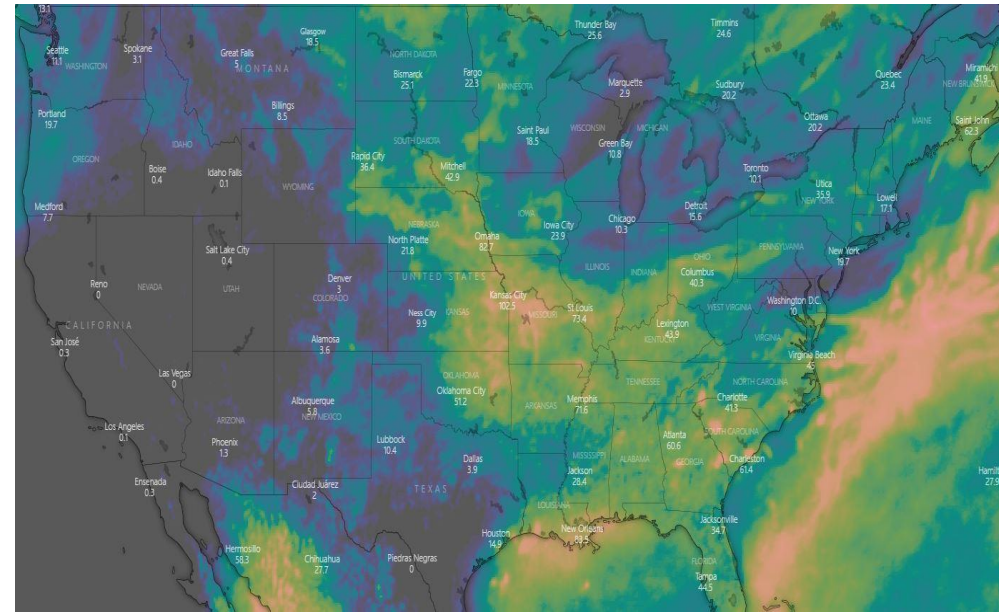 13.1
Seattle
11.1
WASHINGTON
Spokane
3.1
Great Falls
5
MONTANA
Glasgow
18.5
NORTH DAKOTA
Bismarck
25.1
Fargo
22.3
MINNESOTA
Thunder Bay
25.6
Timmins
24.6
Marquette
2.9
Sudbury
20.2
Quebec
23.4
Miramichi
41.9
NEW BRUNSWICK
Portland
19.7
Billings
8.5
Saint Paul
18.5
WISCONSIN
MICHIGAN
Green Bay
10.8
Ottawa
20.2
MAINE
Saint John
62.3
OREGON
IDAHO
Boise
0.4
Idaho Falls
0.1
WYOMING
SOUTH DAKOTA
Rapid City
36.4
Mitchell
42.9
Toronto
10.1
Utica
35.9
NEW YORK
Lowell
17.1
Medford
7.7
NEBRASKA
IOWA
Iowa City
23.9
Chicago
10.3
Detroit
15.6
Salt Lake City
0.4
North Platte
21.8
Omaha
82.7
PENNSYLVANIA
New York
19.7
Reno
0
NEVADA
UTAH
Denver
3
COLORADO
UNITED STATES
ILLINOIS
INDIANA
OHIO
Columbus
40.3
Kansas City
102.5
KANSAS
MISSOURI
St Louis
73.4
WEST VIRGINIA
Washington D.C.
10
CALIFORNIA
San José
0.3
Alamosa
3.6
Ness City
9.9
Lexington
43.9
KENTUCKY
VIRGINIA
Virginia Beach
Las Vegas
0
OKLAHOMA
Oklahoma City
51.2
TENNESSEE
NORTH CAROLINA
Albuquerque
5.8
NEW MEXICO
ARKANSAS
Memphis
71.6
Charlotte
41.3
Los Angeles
0.1
ARIZONA
Phoenix
1.3
Lubbock
10.4
Dallas
3.9
MISSISSIPPI
ALABAMA
Atlanta
60.6
GEORGIA
SOUTH CAROLINA
Charleston
61.4
Ensenada
0.3
Ciudad Juárez
2
TEXAS
Jackson
28.4
Hamilt
27.9
LOUISIANA
Houston
14.9
New Orleans
83.5
Jacksonville
34.7
Hermosillo
58.3
Chihuahua
27.7
Piedras Negras
0
FLORIDA
Tampa
44.5